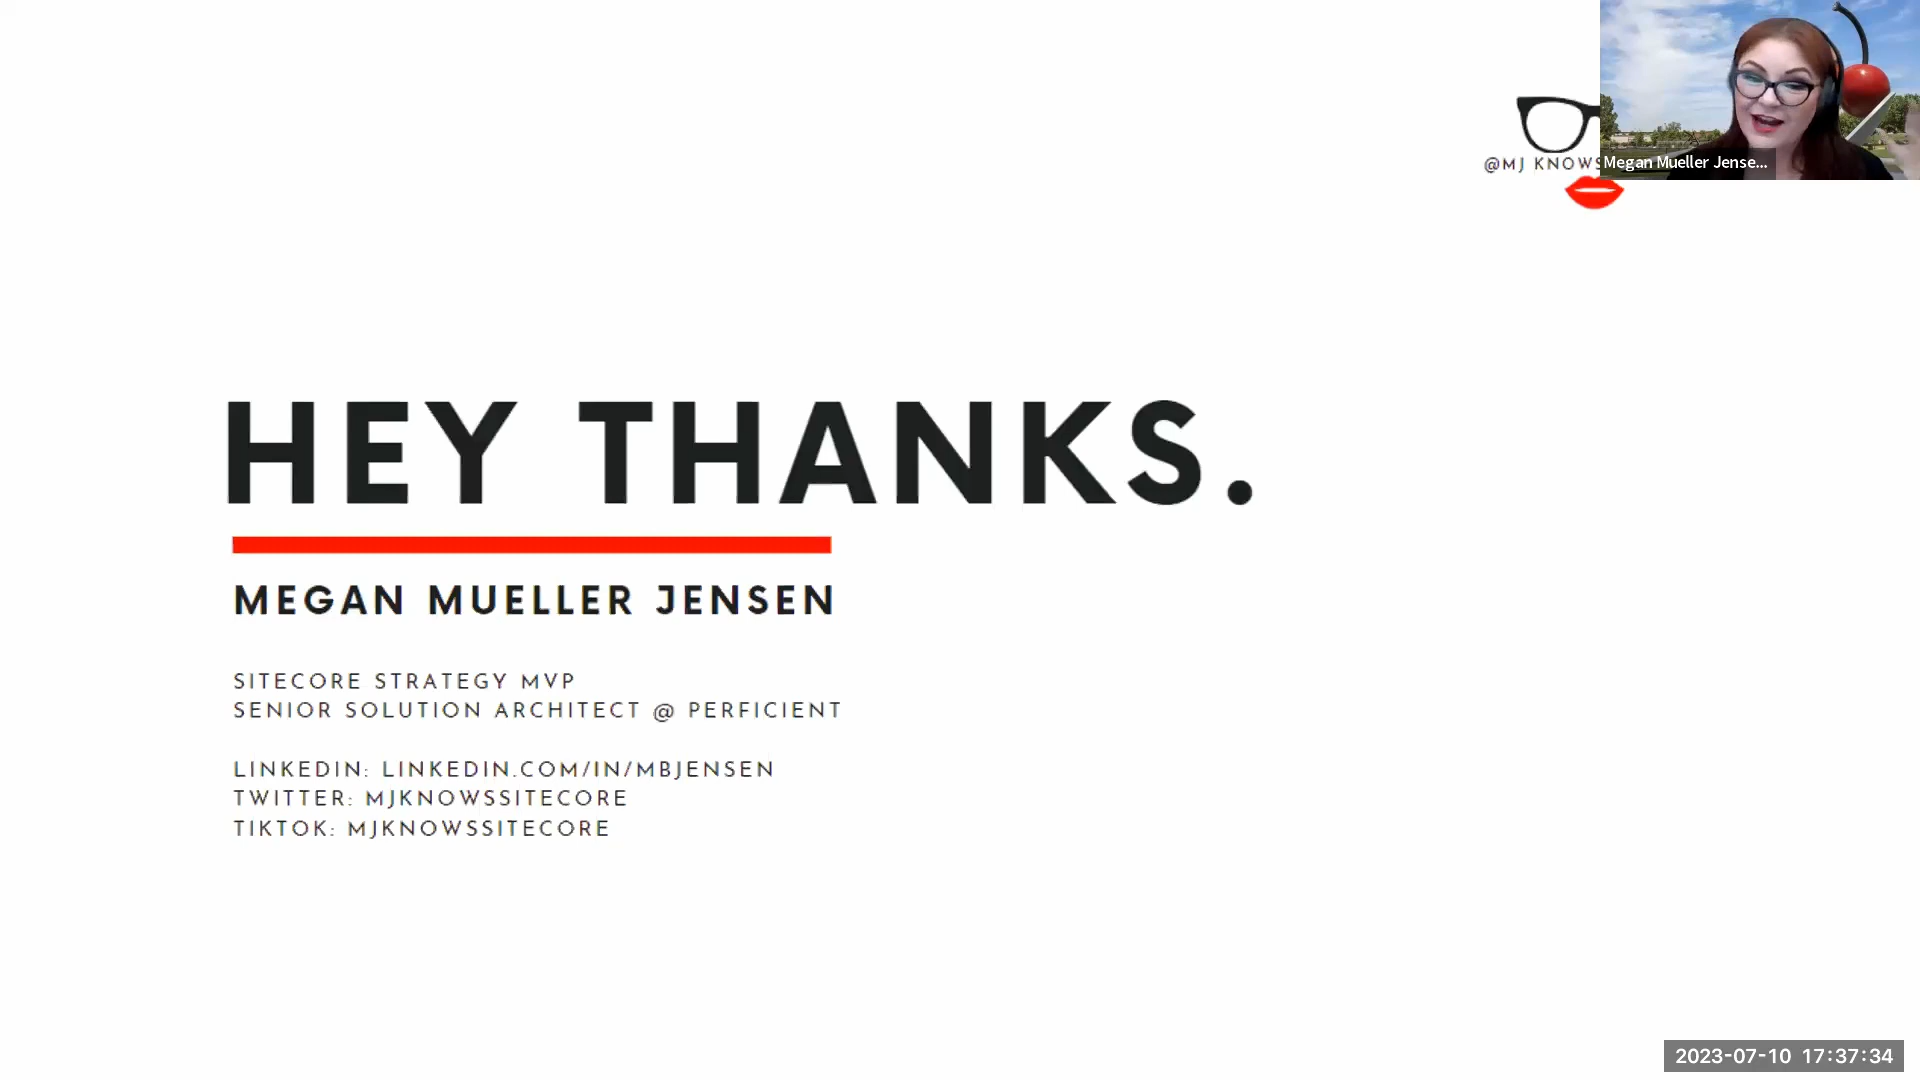 @MJ KNOWS
Megan Mueller Jense...
HEY THANKS.
MEGAN MUELLER JENSEN
SITECORE STRATEGY MVP
SENIOR SOLUTION ARCHITECT @ PERFICIENT
LINKEDIN: LINKEDIN.COM/IN/MBJENSEN
TWITTER: MJKNOWSSITECORE
TIKTOK: MJKNOWSSITECORE
2023-07-10 17:37:34